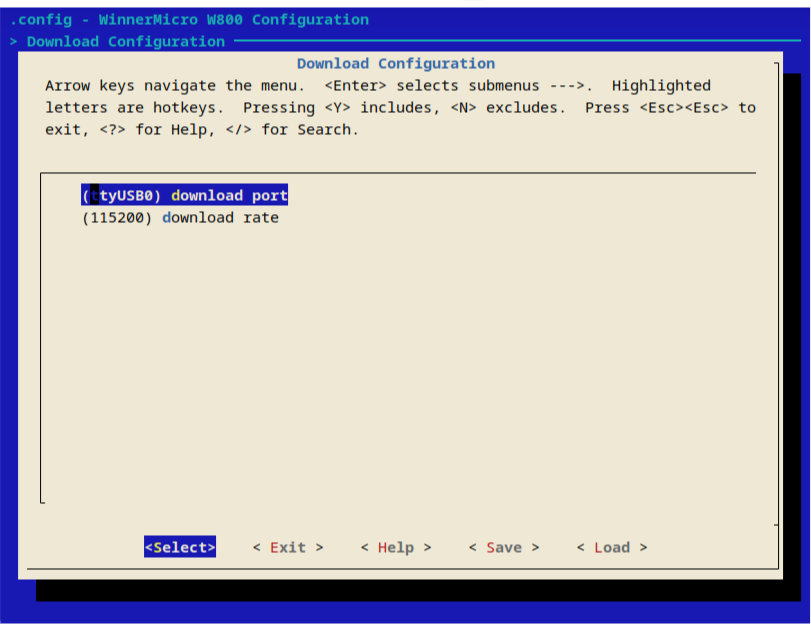 .config - WinnerMicro W800 Configuration
> Download Configuration
Download Configuration
Arrow keys navigate the menu.  <Enter> selects submenus --->.  Highlighted
letters are hotkeys.  Pressing <Y> includes, <N> excludes.  Press <Esc><Esc> to
exit, <?> for Help, </> for Search.
(ttyUSB0) download port
(115200) download rate
<Select>    < Exit >    < Help >    < Save >    < Load >